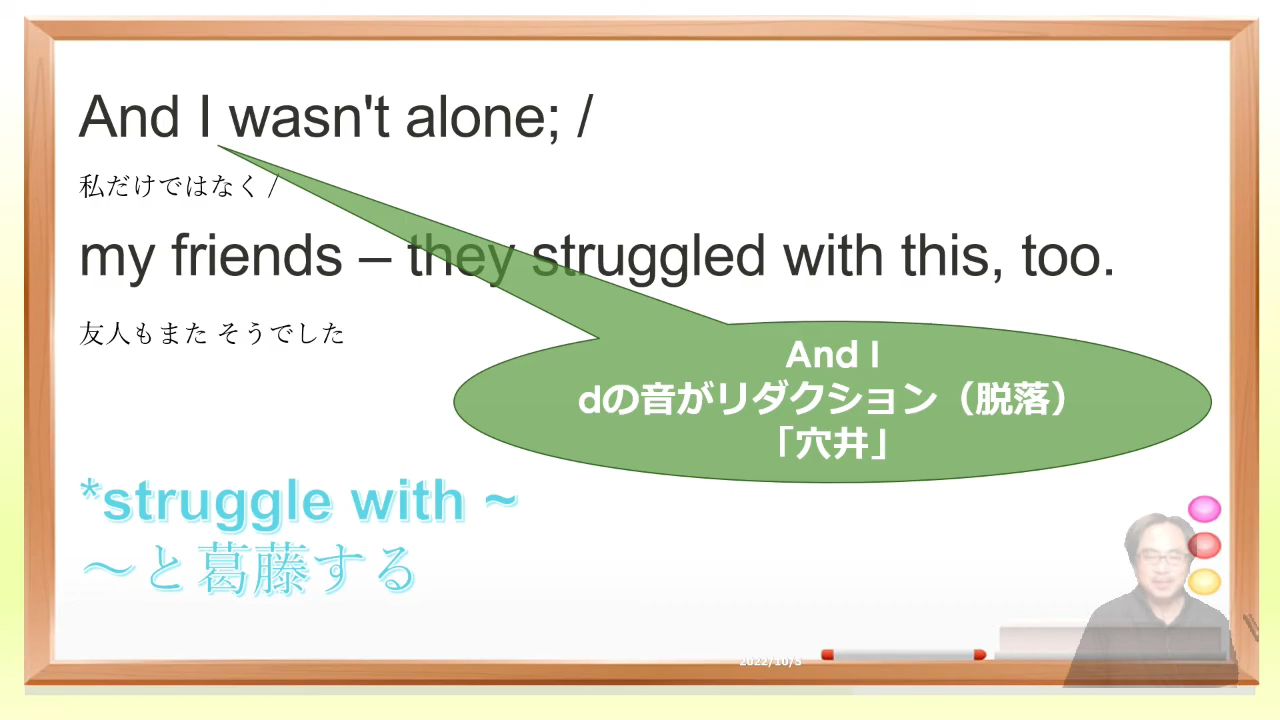 And I wasn't alone; /
私だけではなく /
my friends – they struggled with this, too.
友人もまた そうでした
And I
dの音がリダクション（脱落）
「穴井」
*struggle with ~
～と葛藤する
2022/10/5